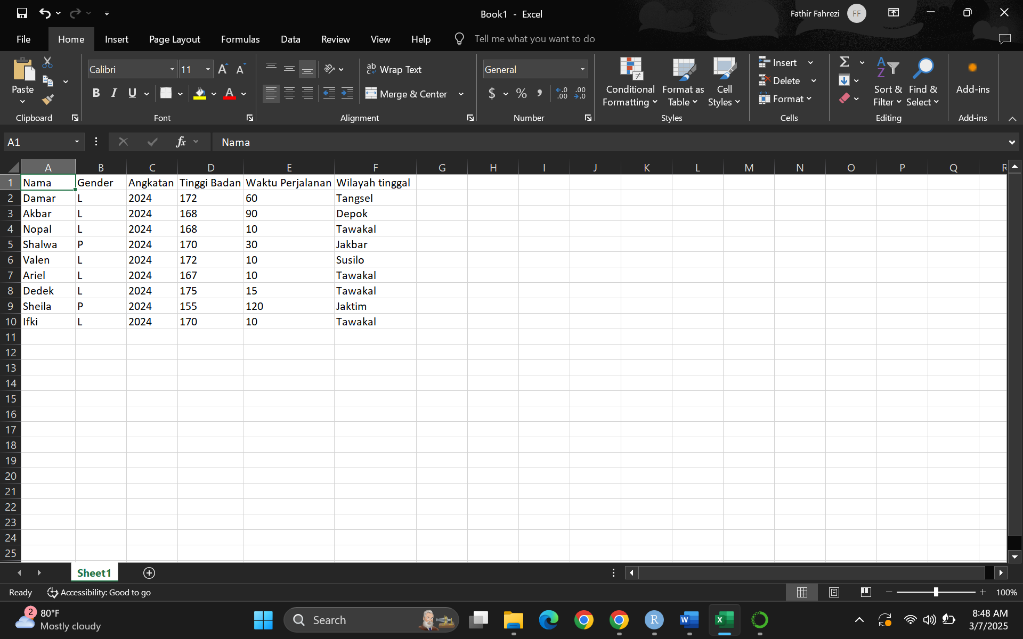 Book1 - Excel
Fathir Fahrezi FF
File Home Insert Page Layout Formulas Data Review View Help Tell me what you want to do
Paste
Clipboard
Calibri 11 A A
B I U A
Font
ab Wrap Text
Merge & Center
Alignment
General
$ % ,
Number
Conditional Formatting
Format as Table
Cell Styles
Styles
Insert
Delete
Format
Cells
Sort & Filter
Find & Select
Editing
Add-ins
Add-ins
A1 fx Nama
A B C D E F G H I J K L M N O P Q R
1 Nama Gender Angkatan Tinggi Badan Waktu Perjalanan Wilayah tinggal
2 Damar L 2024 172 60 Tangsel
3 Akbar L 2024 168 90 Depok
4 Nopal L 2024 168 10 Tawakal
5 Shalwa P 2024 170 30 Jakbar
6 Valen L 2024 172 10 Susilo
7 Ariel L 2024 167 10 Tawakal
8 Dedek L 2024 175 15 Tawakal
9 Sheila P 2024 155 120 Jaktim
10 Ifki L 2024 170 10 Tawakal
11
12
13
14
15
16
17
18
19
20
21
22
23
24
25
Sheet1
Ready Accessibility: Good to go 100%
2 80°F
Mostly cloudy
Search
8:48 AM
3/7/2025